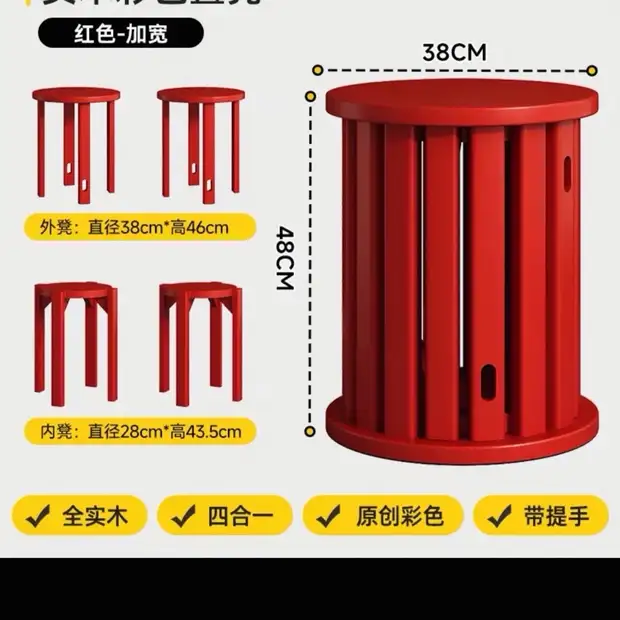 红色-加宽
38CM
48CM
外凳：直径38cm*高46cm
内凳：直径28cm*高43.5cm
全实木
四合一
原创彩色
带提手